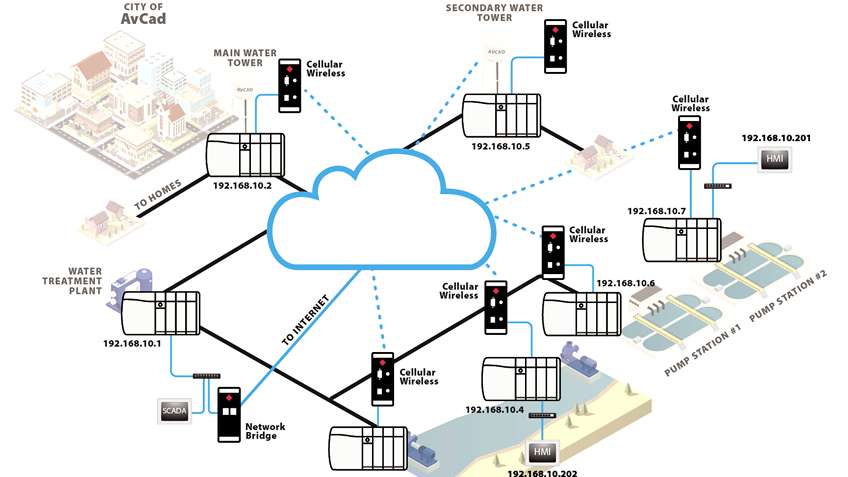 CITY OF
AvCad
SECONDARY WATER
TOWER
Cellular
Wireless
MAIN WATER
TOWER
Cellular
Wireless
AVCAD
AVCAD
Cellular
Wireless
192.168.10.201
HMI
192.168.10.5
192.168.10.2
TO HOMES
192.168.10.7
Cellular
Wireless
WATER
TREATMENT
PLANT
192.168.10.6
Cellular
Wireless
PUMP STATION #2
PUMP STATION #1
TO INTERNET
192.168.10.1
Cellular
Wireless
192.168.10.4
SCADA
Network
Bridge
HMI
192.168.10.202